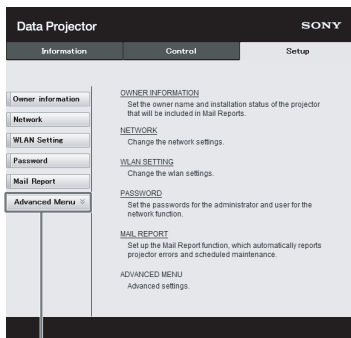 Data Projector
SONY
Information
Control
Setup
Owner information
Network
WLAN Setting
Password
Mail Report
Advanced Menu
OWNER INFORMATION
Set the owner name and installation status of the projector
that will be included in Mail Reports.
NETWORK
Change the network settings.
WLAN SETTING
Change the wlan settings.
PASSWORD
Set the passwords for the administrator and user for the
network function.
MAIL REPORT
Set up the Mail Report function, which automatically reports
projector errors and scheduled maintenance.
ADVANCED MENU
Advanced settings.